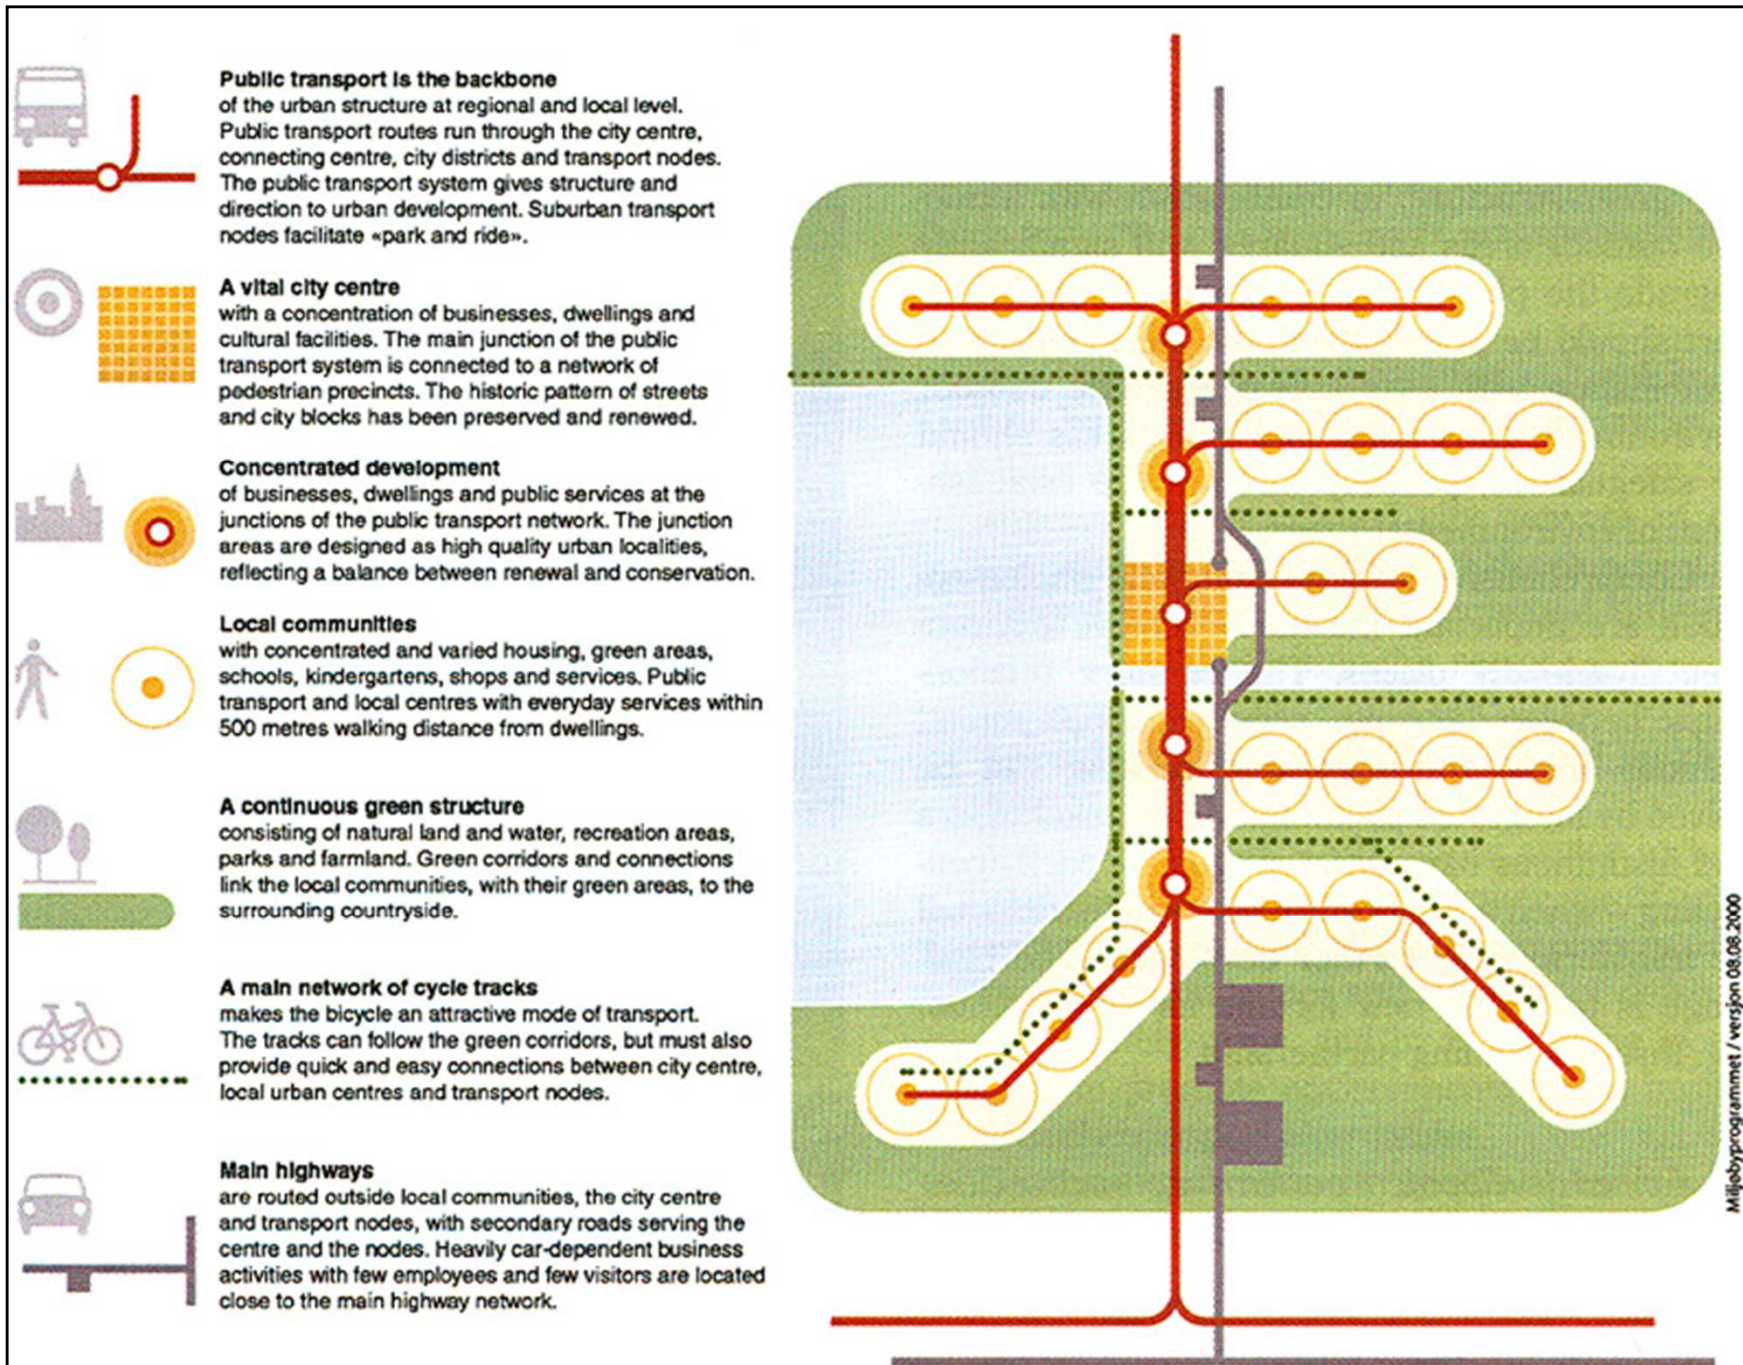 Public transport is the backbone
of the urban structure at regional and local level.
Public transport routes run through the city centre,
connecting centre, city districts and transport nodes.
The public transport system gives structure and
direction to urban development. Suburban transport
nodes facilitate «park and ride».
A vital city centre
with a concentration of businesses, dwellings and
cultural facilities. The main junction of the public
transport system is connected to a network of
pedestrian precincts. The historic pattern of streets
and city blocks has been preserved and renewed.
Concentrated development
of businesses, dwellings and public services at the
junctions of the public transport network. The junction
areas are designed as high quality urban localities,
reflecting a balance between renewal and conservation.
Local communities
with concentrated and varied housing, green areas,
schools, kindergartens, shops and services. Public
transport and local centres with everyday services within
500 metres walking distance from dwellings.
A continuous green structure
consisting of natural land and water, recreation areas,
parks and farmland. Green corridors and connections
link the local communities, with their green areas, to the
surrounding countryside.
A main network of cycle tracks
makes the bicycle an attractive mode of transport.
The tracks can follow the green corridors, but must also
provide quick and easy connections between city centre,
local urban centres and transport nodes.
Main highways
are routed outside local communities, the city centre
and transport nodes, with secondary roads serving the
centre and the nodes. Heavily car-dependent business
activities with few employees and few visitors are located
close to the main highway network.
Miljøbyprogrammet / versjon 08.08.2000